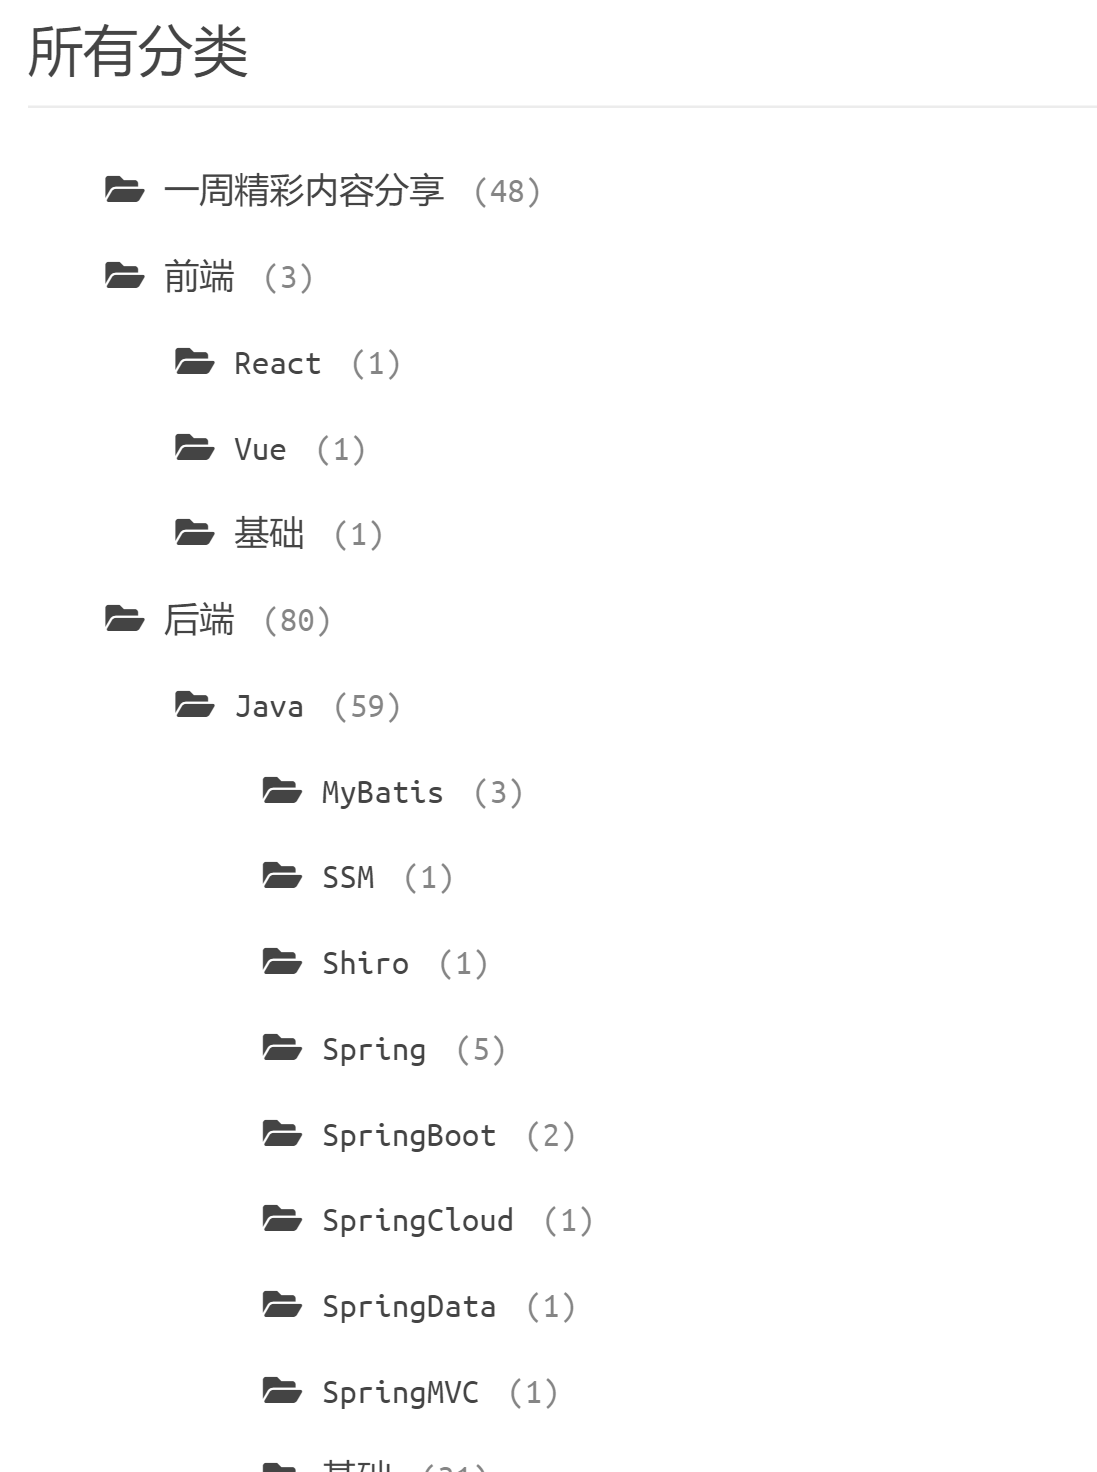 所有分类
一周精彩内容分享 (48)
前端 (3)
React (1)
Vue (1)
基础 (1)
后端 (80)
Java (59)
MyBatis (3)
SSM (1)
Shiro (1)
Spring (5)
SpringBoot (2)
SpringCloud (1)
SpringData (1)
SpringMVC (1)
基础